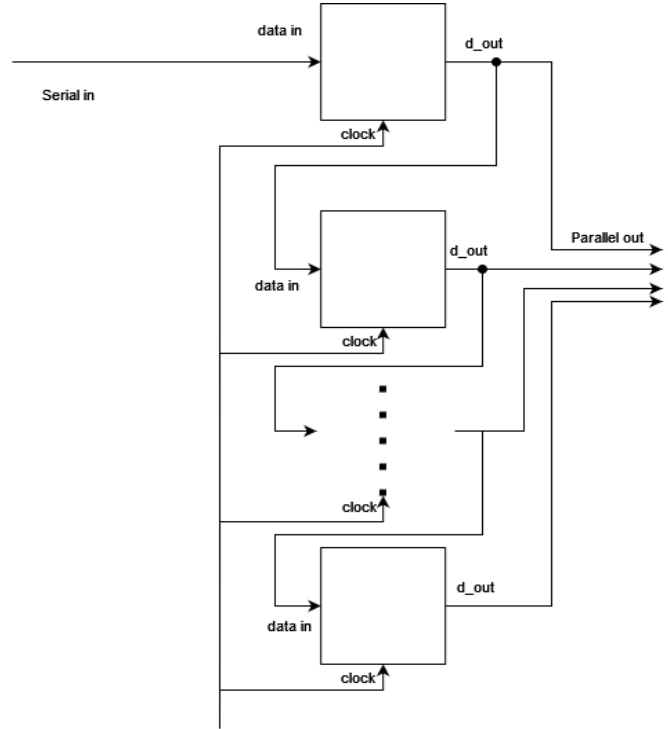 data in
d_out
Serial in
clock
Parallel out
d_out
data in
clock
clock
d_out
data in
clock